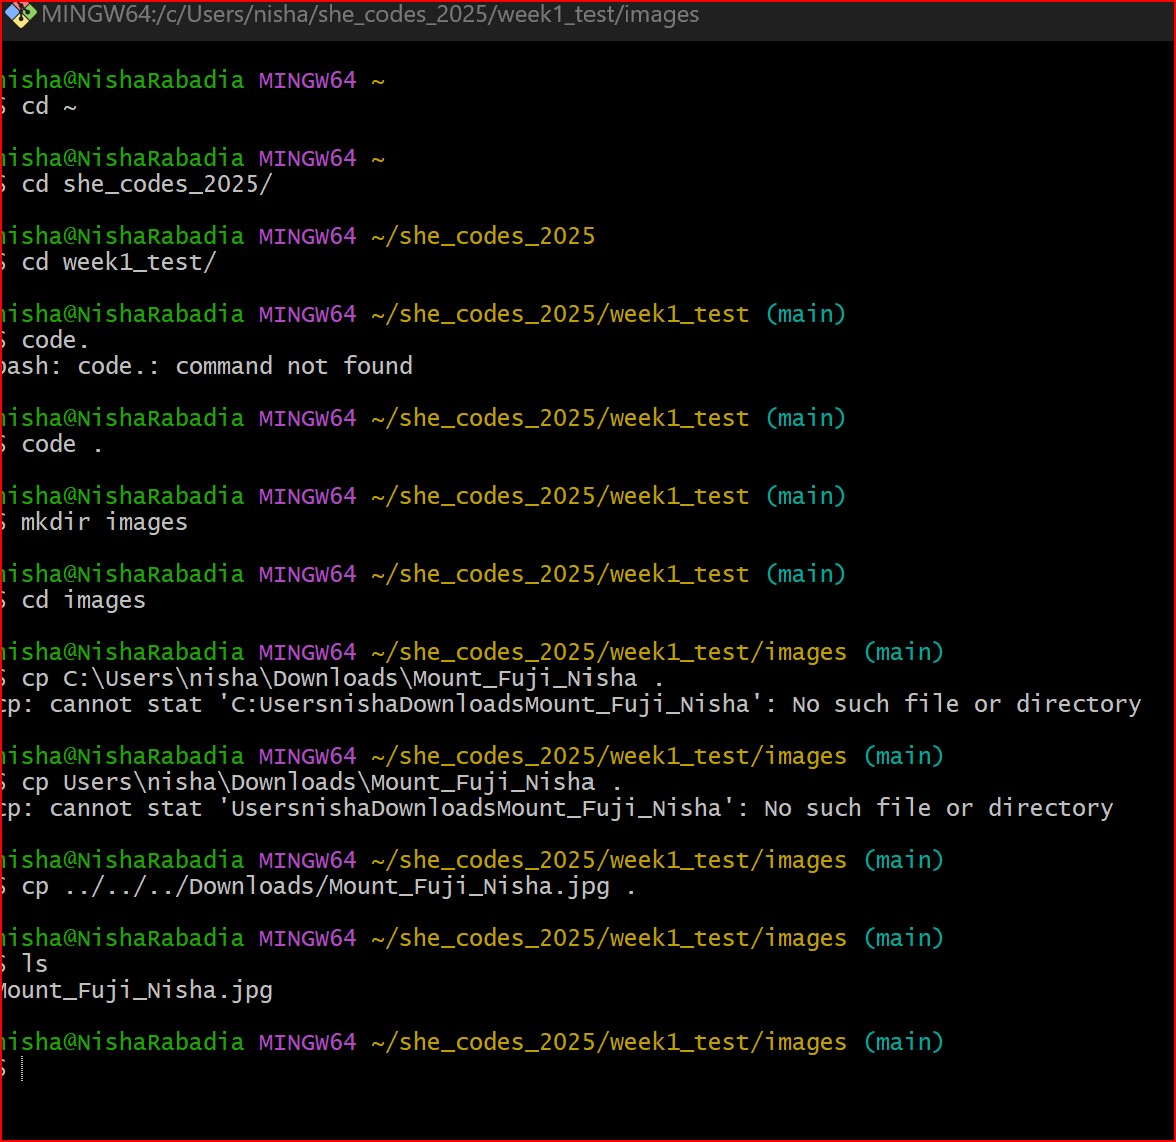 MINGW64:/c/Users/nisha/she_codes_2025/week1_test/images
nisha@NishaRabadia MINGW64 ~
$ cd ~
nisha@NishaRabadia MINGW64 ~
$ cd she_codes_2025/
nisha@NishaRabadia MINGW64 ~/she_codes_2025
$ cd week1_test/
nisha@NishaRabadia MINGW64 ~/she_codes_2025/week1_test (main)
$ code.
bash: code.: command not found
nisha@NishaRabadia MINGW64 ~/she_codes_2025/week1_test (main)
$ code .
nisha@NishaRabadia MINGW64 ~/she_codes_2025/week1_test (main)
$ mkdir images
nisha@NishaRabadia MINGW64 ~/she_codes_2025/week1_test (main)
$ cd images
nisha@NishaRabadia MINGW64 ~/she_codes_2025/week1_test/images (main)
$ cp C:\Users\nisha\Downloads\Mount_Fuji_Nisha .
cp: cannot stat 'C:UsersnishaDownloadsMount_Fuji_Nisha': No such file or directory
nisha@NishaRabadia MINGW64 ~/she_codes_2025/week1_test/images (main)
$ cp Users\nisha\Downloads\Mount_Fuji_Nisha .
cp: cannot stat 'UsersnishaDownloadsMount_Fuji_Nisha': No such file or directory
nisha@NishaRabadia MINGW64 ~/she_codes_2025/week1_test/images (main)
$ cp ../../../Downloads/Mount_Fuji_Nisha.jpg .
nisha@NishaRabadia MINGW64 ~/she_codes_2025/week1_test/images (main)
$ ls
Mount_Fuji_Nisha.jpg
nisha@NishaRabadia MINGW64 ~/she_codes_2025/week1_test/images (main)
$